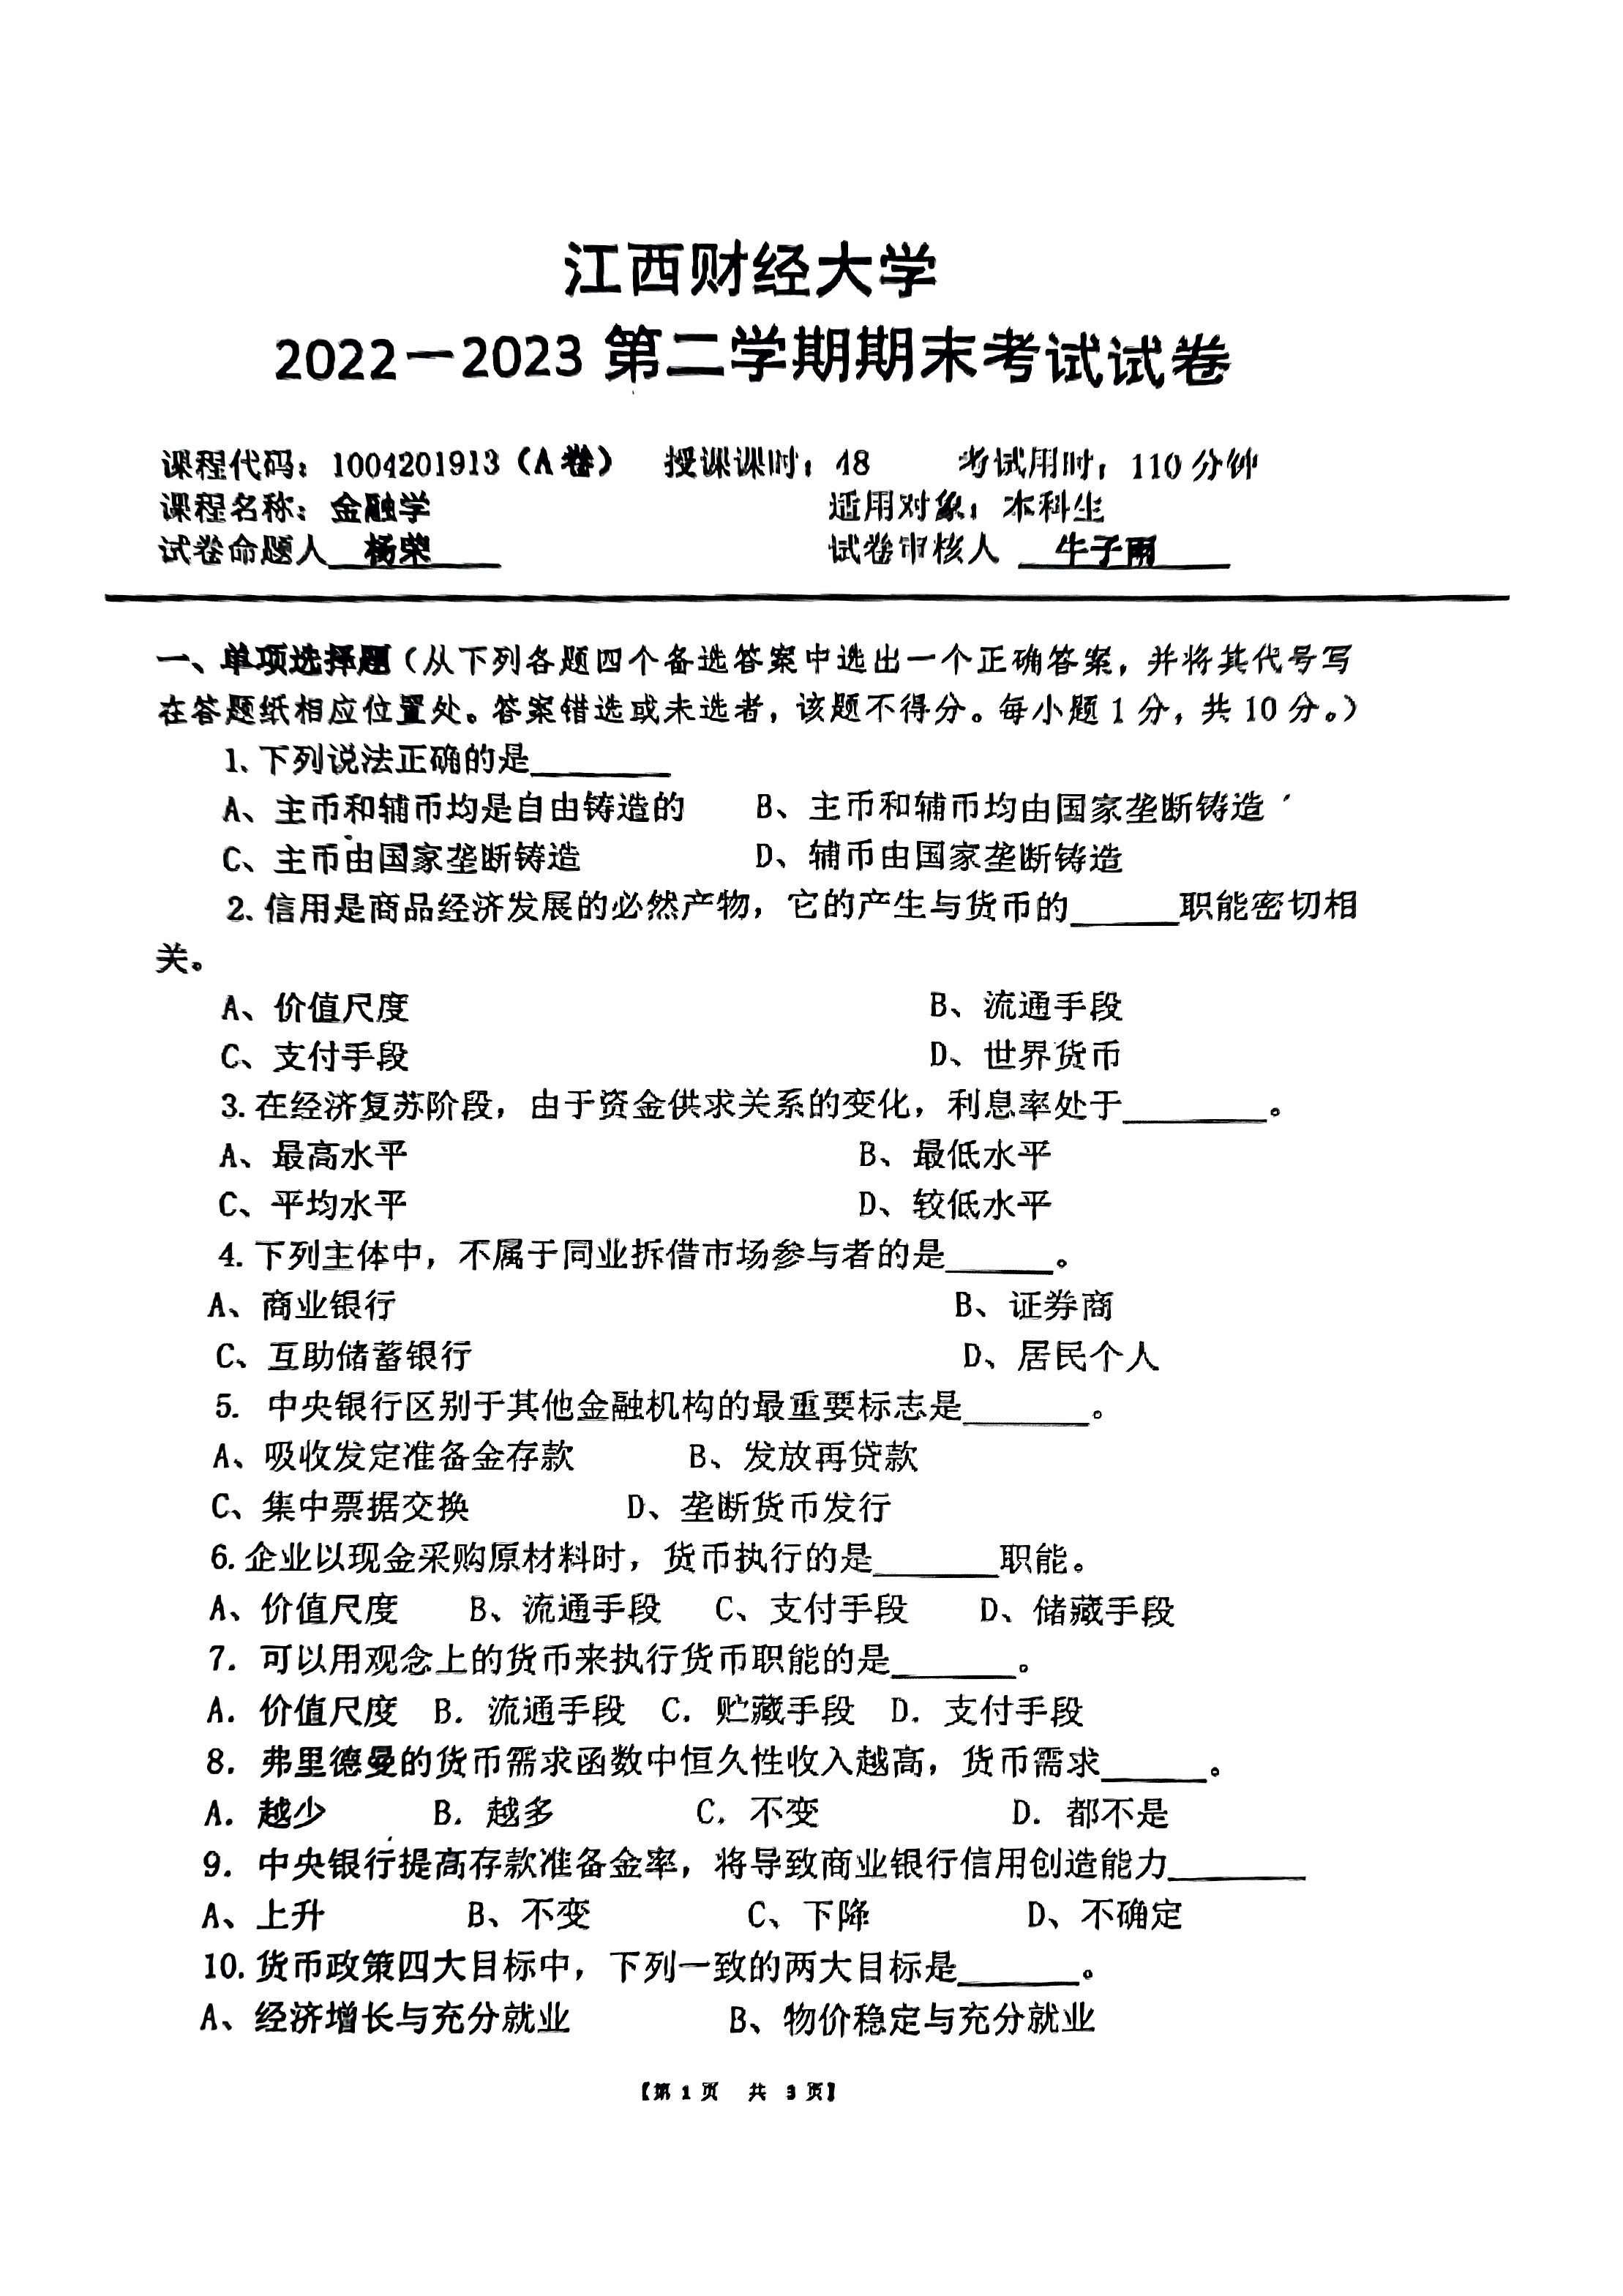 江西财经大学
2022－2023 第二学期期末考试试卷
课程代码：1004201913（A卷） 授课课时：48 考试用时：110 分钟
课程名称：金融学 适用对象：本科生
试卷命题人 杨荣 试卷审核人 牛子雨
一、单项选择题（从下列各题四个备选答案中选出一个正确答案，并将其代号写
在答题纸相应位置处。答案错选或未选者，该题不得分。每小题 1 分，共 10 分。）
1、下列说法正确的是________
A、主币和辅币均是自由铸造的 B、主币和辅币均由国家垄断铸造
C、主币由国家垄断铸造 D、辅币由国家垄断铸造
2、信用是商品经济发展的必然产物，它的产生与货币的______职能密切相
关。
A、价值尺度 B、流通手段
C、支付手段 D、世界货币
3.在经济复苏阶段，由于资金供求关系的变化，利息率处于________。
A、最高水平 B、最低水平
C、平均水平 D、较低水平
4.下列主体中，不属于同业拆借市场参与者的是______。
A、商业银行 B、证券商
C、互助储蓄银行 D、居民个人
5. 中央银行区别于其他金融机构的最重要标志是_______。
A、吸收发定准备金存款 B、发放再贷款
C、集中票据交换 D、垄断货币发行
6.企业以现金采购原材料时，货币执行的是_______职能。
A、价值尺度 B、流通手段 C、支付手段 D、储藏手段
7. 可以用观念上的货币来执行货币职能的是_______。
A. 价值尺度 B. 流通手段 C. 贮藏手段 D. 支付手段
8. 弗里德曼的货币需求函数中恒久性收入越高，货币需求______。
A. 越少 B. 越多 C. 不变 D. 都不是
9. 中央银行提高存款准备金率，将导致商业银行信用创造能力________
A、上升 B、不变 C、下降 D、不确定
10.货币政策四大目标中，下列一致的两大目标是_______。
A、经济增长与充分就业 B、物价稳定与充分就业
【第 1 页 共 3 页】